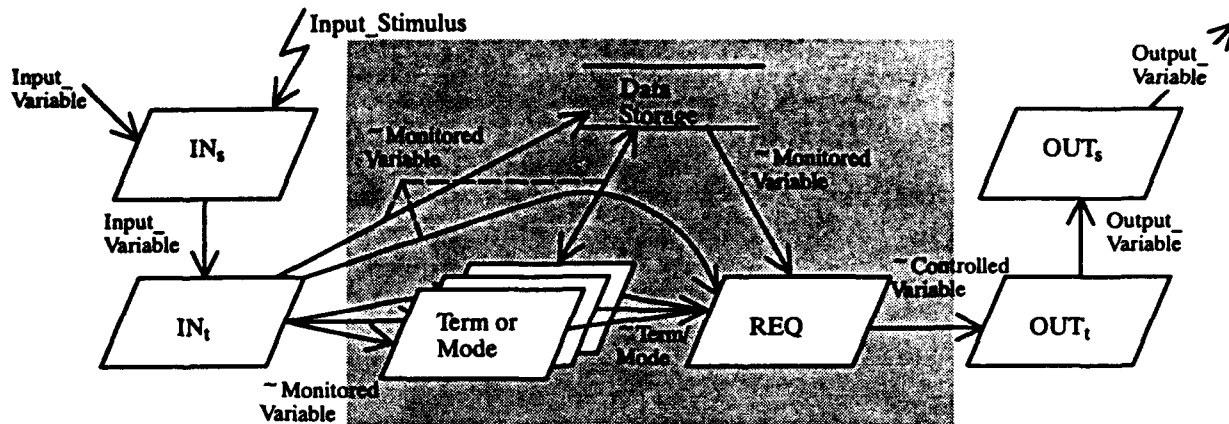 Input_Stimulus
Input_
Variable
INs
Input_
Variable
INt
~Monitored
Variable
Data
Storage
~Monitored
Variable
Term or
Mode
~Monitored
Variable
~Term/
Mode
REQ
~Controlled
Variable
OUTt
Output_
Variable
OUTs
Output_
Variable